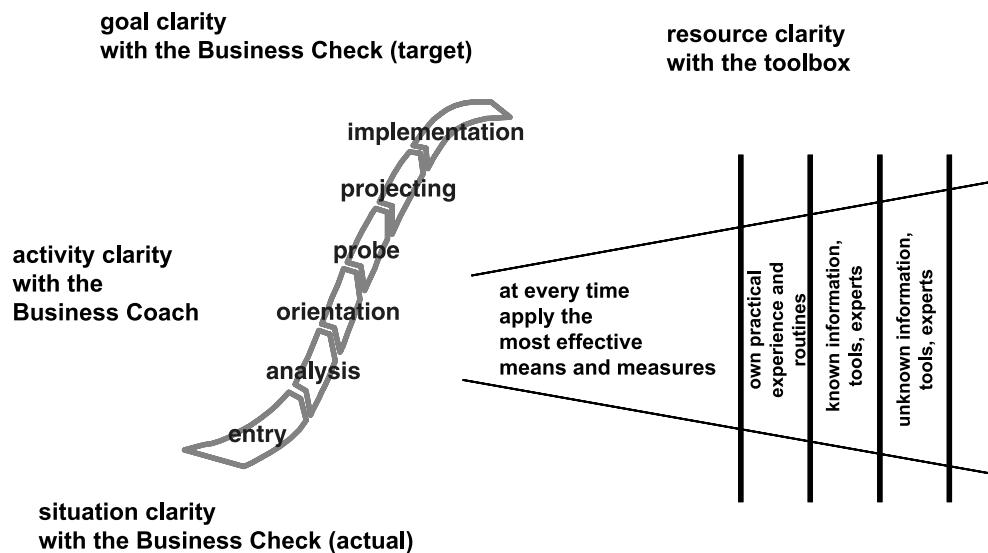 goal clarity
with the Business Check (target)
resource clarity
with the toolbox
implementation
projecting
probe
orientation
analysis
entry
activity clarity
with the
Business Coach
at every time
apply the
most effective
means and measures
own practical
experience and
routines
known information,
tools, experts
unknown information,
tools, experts
situation clarity
with the Business Check (actual)